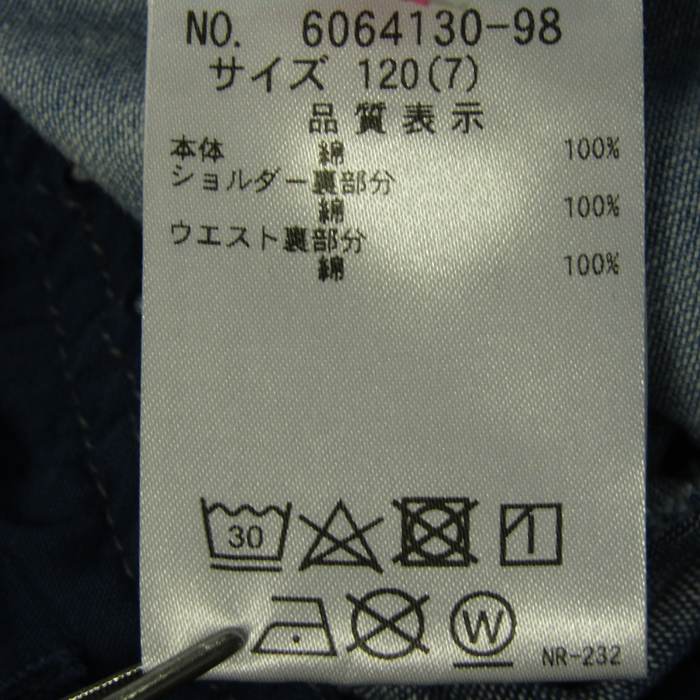 NO. 6064130-98
サイズ 120(7)
品質表示
本体 綿 100%
ショルダー裏部分
綿 100%
ウエスト裏部分
綿 100%
30
W
NR-232